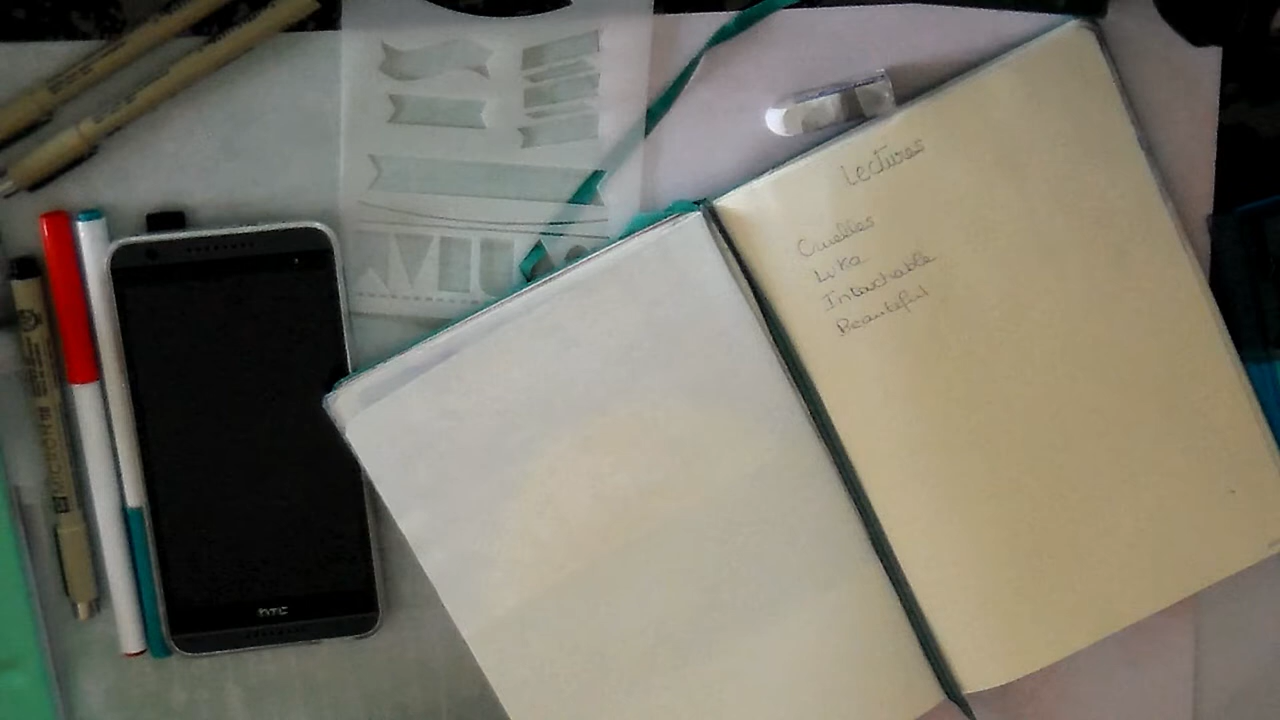 Lectures
Cruelles
Luka
Intouchable
Beautiful
hTC